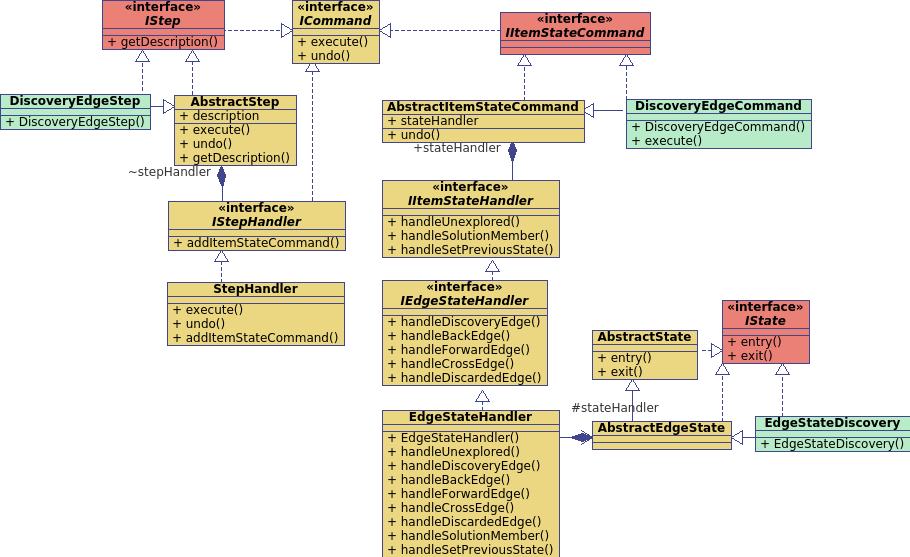 «interface»
IStep
+ getDescription()
«interface»
ICommand
+ execute()
+ undo()
«interface»
IItemStateCommand
DiscoveryEdgeStep
+ DiscoveryEdgeStep()
AbstractStep
+ description
+ execute()
+ undo()
+ getDescription()
AbstractItemStateCommand
+ stateHandler
+ undo()
DiscoveryEdgeCommand
+ DiscoveryEdgeCommand()
+ execute()
~stepHandler
+stateHandler
«interface»
IStepHandler
+ addItemStateCommand()
«interface»
IItemStateHandler
+ handleUnexplored()
+ handleSolutionMember()
+ handleSetPreviousState()
StepHandler
+ execute()
+ undo()
+ addItemStateCommand()
«interface»
IEdgeStateHandler
+ handleDiscoveryEdge()
+ handleBackEdge()
+ handleForwardEdge()
+ handleCrossEdge()
+ handleDiscardedEdge()
AbstractState
+ entry()
+ exit()
«interface»
IState
+ entry()
+ exit()
#stateHandler
EdgeStateHandler
+ EdgeStateHandler()
+ handleUnexplored()
+ handleDiscoveryEdge()
+ handleBackEdge()
+ handleForwardEdge()
+ handleCrossEdge()
+ handleDiscardedEdge()
+ handleSolutionMember()
+ handleSetPreviousState()
AbstractEdgeState
EdgeStateDiscovery
+ EdgeStateDiscovery()